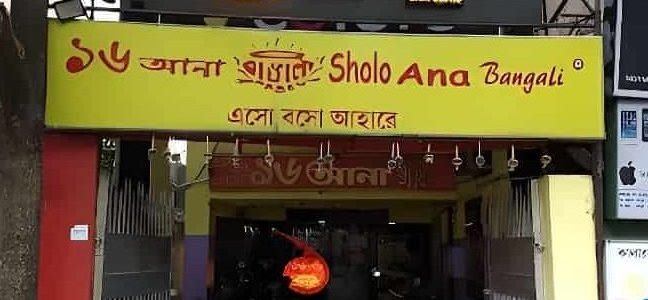 ১৬ আনা বাঙালী Sholo Ana Bangali
এসো বসো আহারে
১৬ আনা